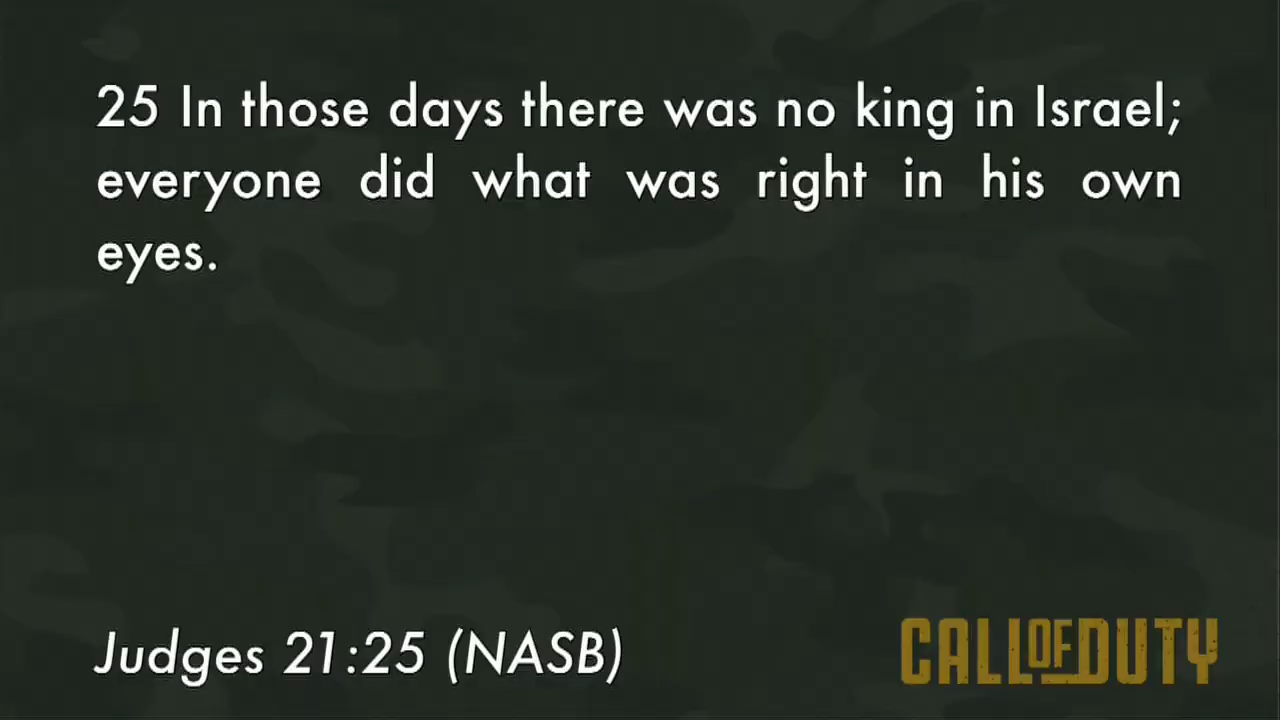 25 In those days there was no king in Israel;
everyone did what was right in his own
eyes.
Judges 21:25 (NASB)
CALL OF DUTY